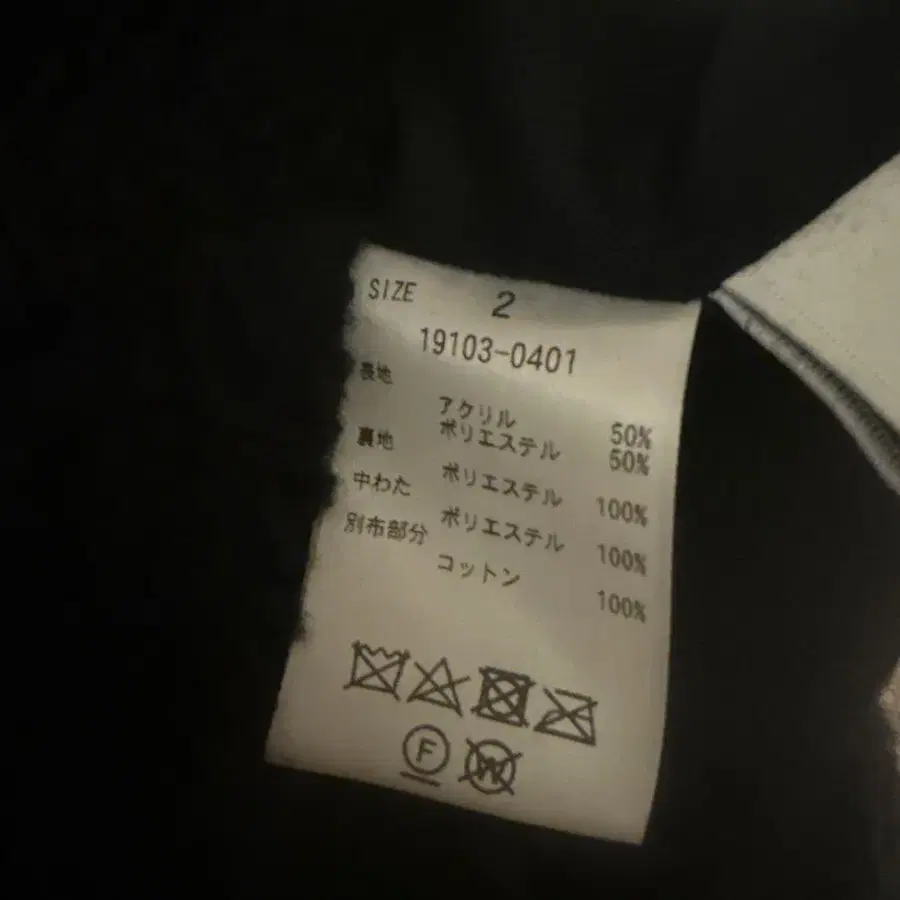 SIZE 2
19103-0401
表地
アクリル 50%
ポリエステル 50%
裏地
ポリエステル 100%
中わた
ポリエステル 100%
別布部分
コットン 100%
F W